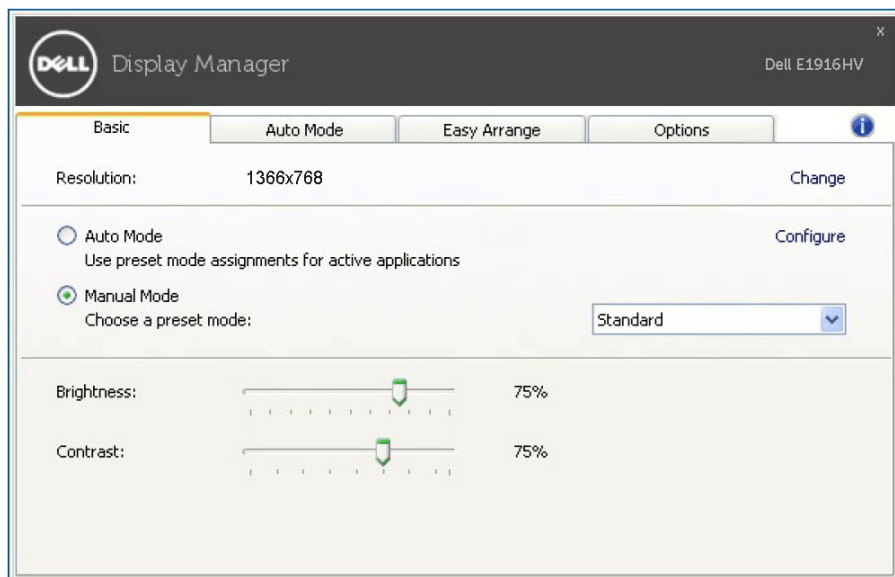 DELL Display Manager
x
Dell E1916HV
Basic Auto Mode Easy Arrange Options i
Resolution: 1366x768 Change
Auto Mode Configure
Use preset mode assignments for active applications
Manual Mode
Choose a preset mode: Standard
Brightness: 75%
Contrast: 75%